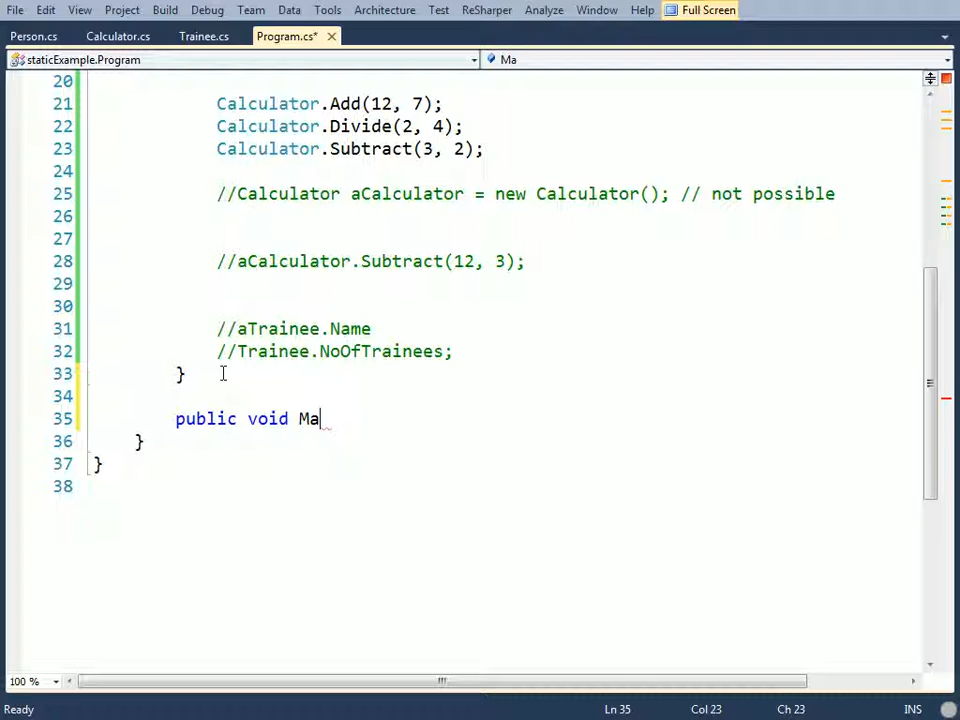 File Edit View Project Build Debug Team Data Tools Architecture Test ReSharper Analyze Window Help Full Screen
Person.cs Calculator.cs Trainee.cs Program.cs*
staticExample.Program Ma
20
21 Calculator.Add(12, 7);
22 Calculator.Divide(2, 4);
23 Calculator.Subtract(3, 2);
24
25 //Calculator aCalculator = new Calculator(); // not possible
26
27
28 //aCalculator.Subtract(12, 3);
29
30
31 //aTrainee.Name
32 //Trainee.NoOfTrainees;
33 }
34
35 public void Ma
36 }
37 }
38
100 %
Ready Ln 35 Col 23 Ch 23 INS